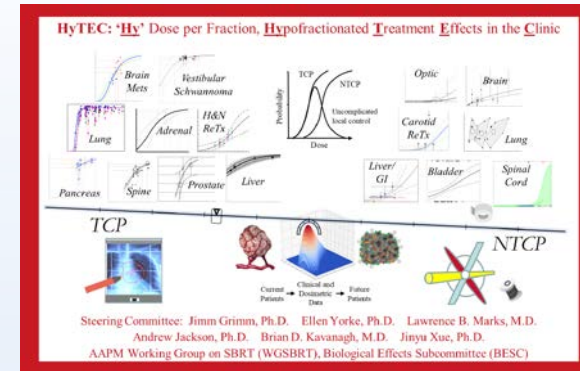 HyTEC: ‘Hy’ Dose per Fraction, Hypofractionated Treatment Effects in the Clinic
Brain
Mets
Vestibular
Schwannoma
Lung
Adrenal
H&N
ReTx
Pancreas
Spine
Prostate
Liver
TCP
NTCP
Probability
Uncomplicated
local control
Dose
Optic
Brain
Carotid
ReTx
Lung
Liver/
GI
Bladder
Spinal
Cord
TCP
NTCP
Current
Patients
Clinical and
Dosimetric
Data
Future
Patients
Steering Committee: Jimm Grimm, Ph.D. Ellen Yorke, Ph.D. Lawrence B. Marks, M.D.
Andrew Jackson, Ph.D. Brian D. Kavanagh, M.D. Jinyu Xue, Ph.D.
AAPM Working Group on SBRT (WGSBRT), Biological Effects Subcommittee (BESC)